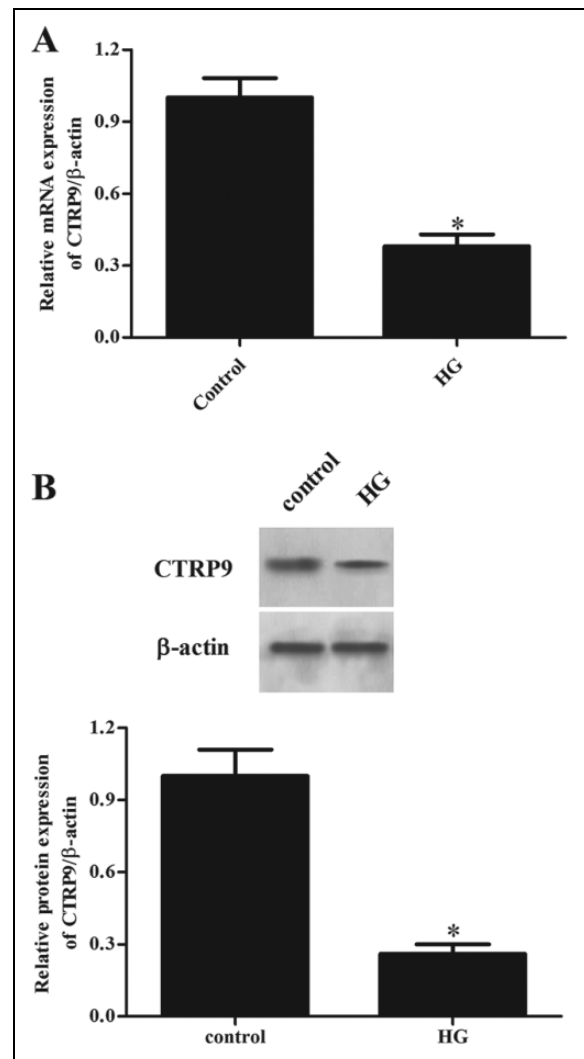 A
Relative mRNA expression
of CTRP9/β-actin
1.2
0.9
0.6
0.3
0.0
*
Control
HG
B
control
HG
CTRP9
β-actin
Relative protein expression
of CTRP9/β-actin
1.2
0.9
0.6
0.3
0.0
*
control
HG